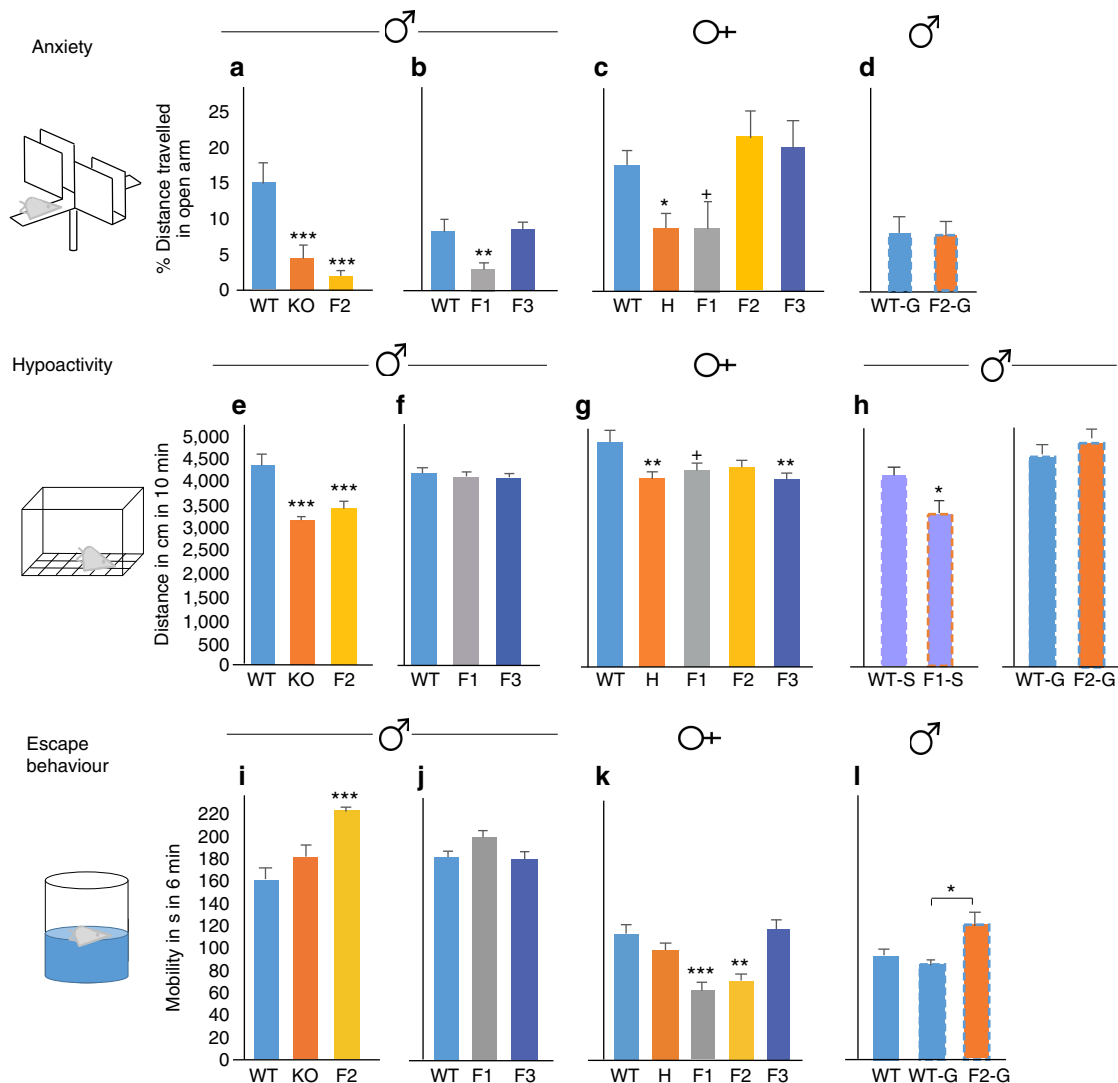 Anxiety
a
b
c
d
% Distance travelled
in open arm
25
20
15
10
5
0
***
***
**
*
+
WT KO F2
WT F1 F3
WT H F1 F2 F3
WT-G F2-G
Hypoactivity
e
f
g
h
Distance in cm in 10 min
5,000
4,500
4,000
3,500
3,000
2,500
2,000
1,500
1,000
500
0
***
***
**
+
**
*
WT KO F2
WT F1 F3
WT H F1 F2 F3
WT-S F1-S
WT-G F2-G
Escape
behaviour
i
j
k
l
Mobility in s in 6 min
220
200
180
160
140
120
100
80
60
40
20
0
***
***
**
*
WT KO F2
WT F1 F3
WT H F1 F2 F3
WT WT-G F2-G